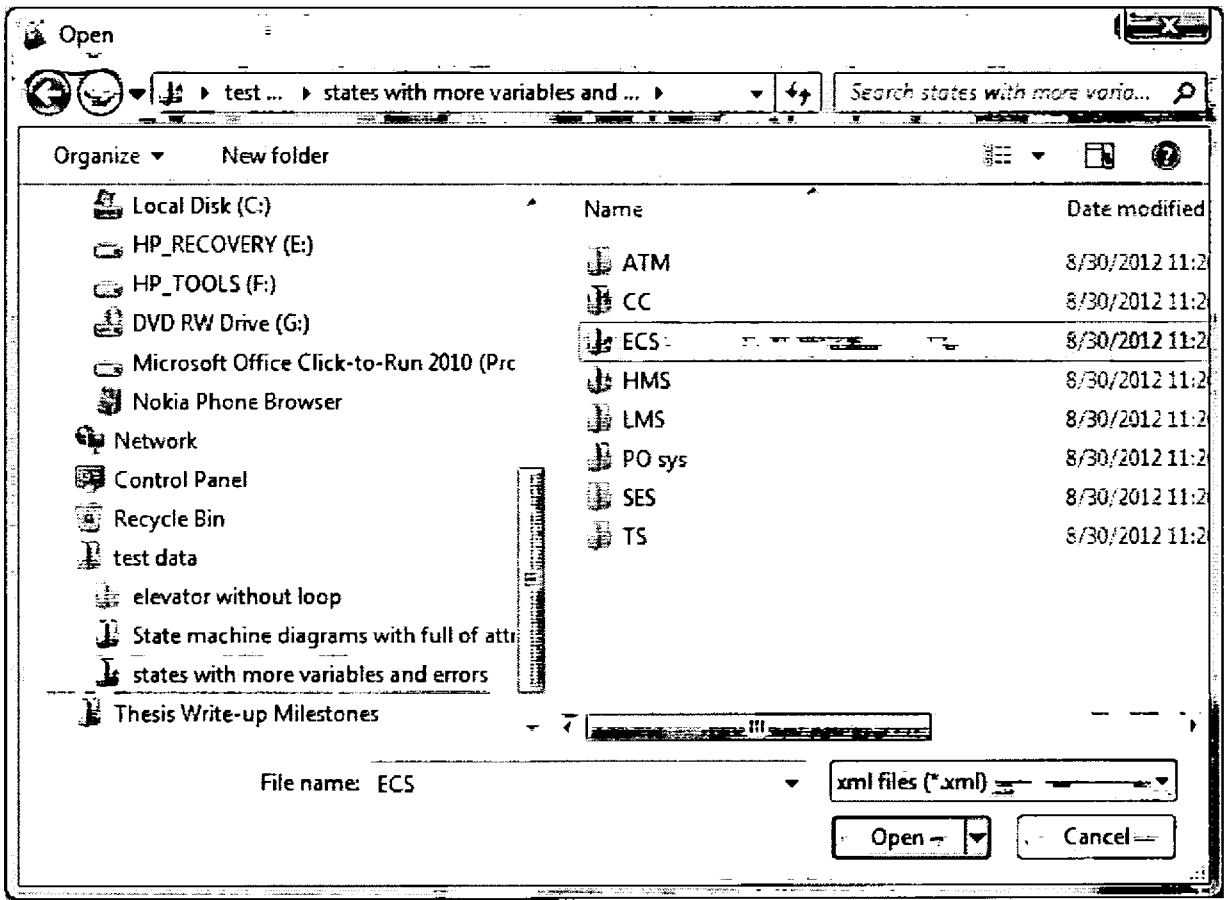 Open
test ... states with more variables and ... Search states with more varia...
Organize New folder
Name Date modified
Local Disk (C:)
HP_RECOVERY (E:)
HP_TOOLS (F:)
DVD RW Drive (G:)
Microsoft Office Click-to-Run 2010 (Prc
Nokia Phone Browser
Network
Control Panel
Recycle Bin
test data
elevator without loop
State machine diagrams with full of attr
states with more variables and errors
Thesis Write-up Milestones
ATM 8/30/2012 11:2
CC 8/30/2012 11:2
ECS 8/30/2012 11:2
HMS 8/30/2012 11:2
LMS 8/30/2012 11:2
PO sys 8/30/2012 11:2
SES 8/30/2012 11:2
TS 8/30/2012 11:2
File name: ECS xml files (*.xml)
Open Cancel